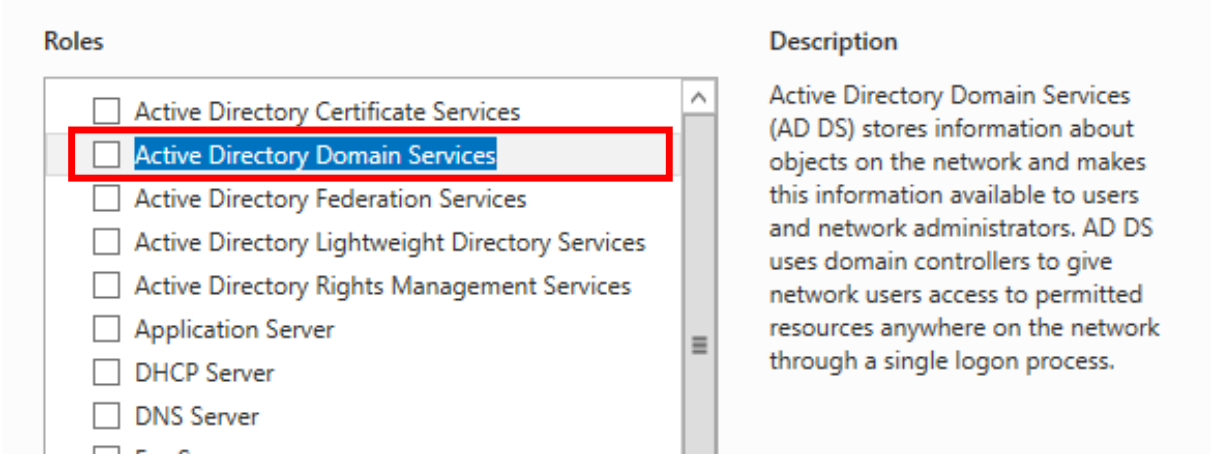 Roles
Active Directory Certificate Services
Active Directory Domain Services
Active Directory Federation Services
Active Directory Lightweight Directory Services
Active Directory Rights Management Services
Application Server
DHCP Server
DNS Server
Description
Active Directory Domain Services
(AD DS) stores information about
objects on the network and makes
this information available to users
and network administrators. AD DS
uses domain controllers to give
network users access to permitted
resources anywhere on the network
through a single logon process.